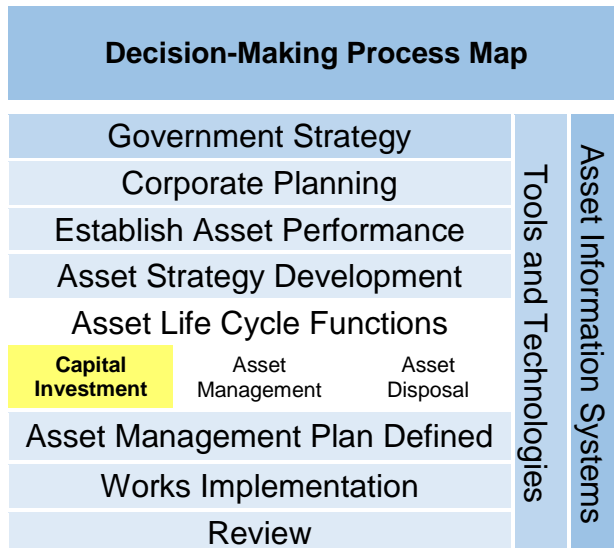 Decision-Making Process Map
Government Strategy
Corporate Planning
Establish Asset Performance
Asset Strategy Development
Asset Life Cycle Functions
Capital
Investment
Asset
Management
Asset
Disposal
Asset Management Plan Defined
Works Implementation
Review
Tools and Technologies
Asset Information Systems